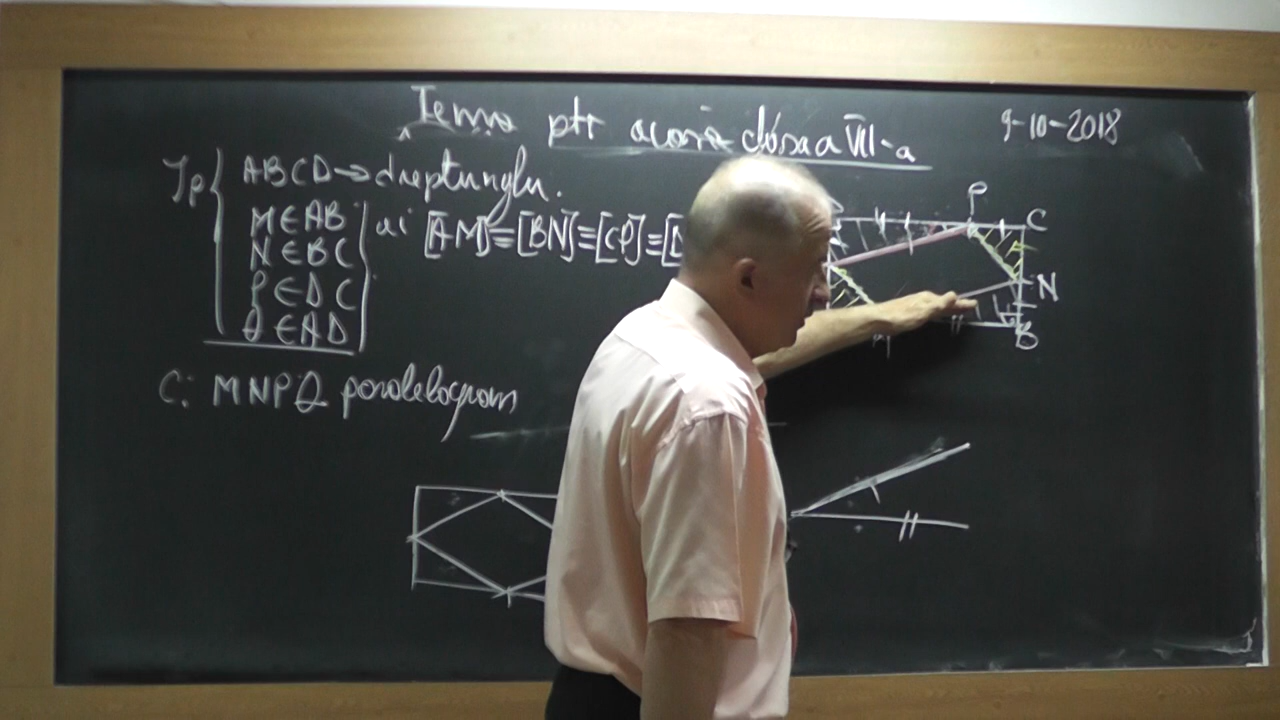 Temă ptr acasă clasa a VII-a
9-10-2018
Ip { ABCD → dreptunghi.
M ∈ AB
N ∈ BC
P ∈ DC
Q ∈ AD
ai [AM] ≡ [BN] ≡ [CP] ≡ [D
C: MNPQ paralelogram
P
C
N
B